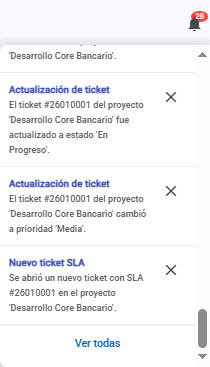 28
'Desarrollo Core Bancario'.
Actualización de ticket
El ticket #26010001 del proyecto
'Desarrollo Core Bancario' fue
actualizado a estado 'En
Progreso'.
Actualización de ticket
El ticket #26010001 del proyecto
'Desarrollo Core Bancario' cambió
a prioridad 'Media'.
Nuevo ticket SLA
Se abrió un nuevo ticket con SLA
#26010001 en el proyecto
'Desarrollo Core Bancario'.
Ver todas